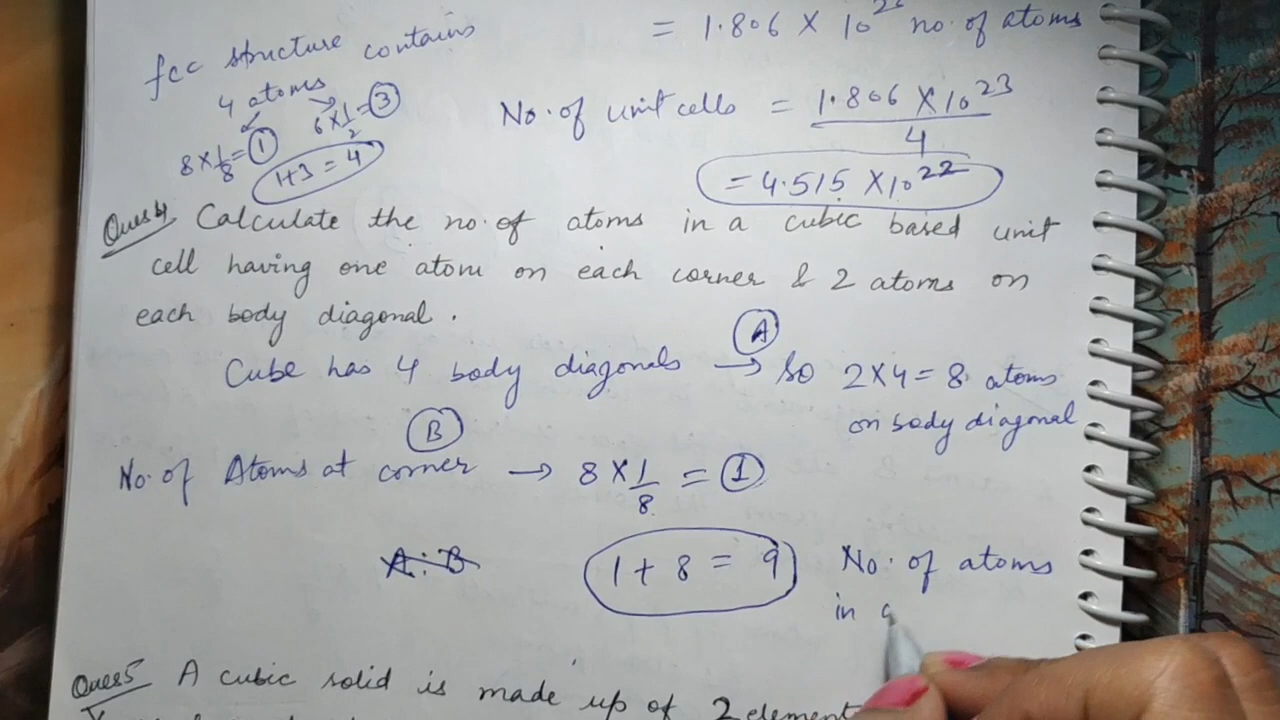 fcc structure contains
= 1.806 × 10 no. of atoms
4 atoms
6 × 1/2 = 3
8 × 1/8 = 1
1+3 = 4
No. of unit cells = 1.806 × 10^23 / 4
= 4.515 × 10^22
Ques4 Calculate the no. of atoms in a cubic based unit
cell having one atom on each corner & 2 atoms on
each body diagonal.
A
Cube has 4 body diagonals → So 2×4 = 8 atoms
on body diagonal
B
No. of Atoms at corner → 8 × 1/8 = 1
A:B
1 + 8 = 9 No. of atoms
in
Ques5 A cubic solid is made up of 2 element